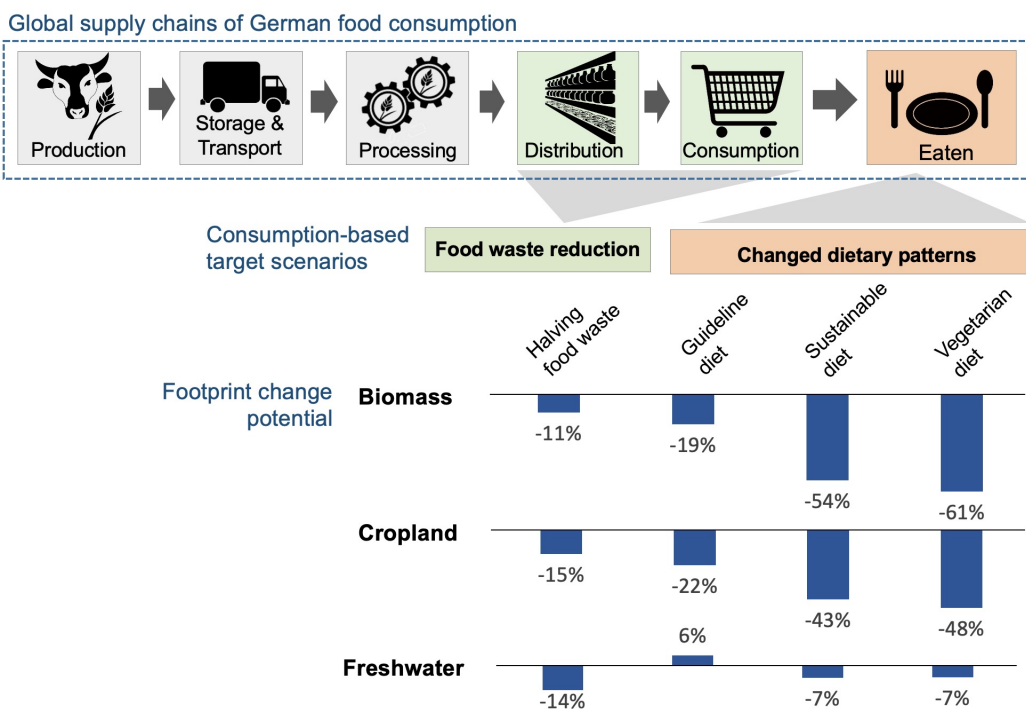 Global supply chains of German food consumption
Production
Storage &
Transport
Processing
Distribution
Consumption
Eaten
Consumption-based
target scenarios
Food waste reduction
Changed dietary patterns
Halving
food waste
Guideline
diet
Sustainable
diet
Vegetarian
diet
Footprint change
potential
Biomass
-11%
-19%
-54%
-61%
Cropland
-15%
-22%
-43%
-48%
6%
Freshwater
-14%
-7%
-7%